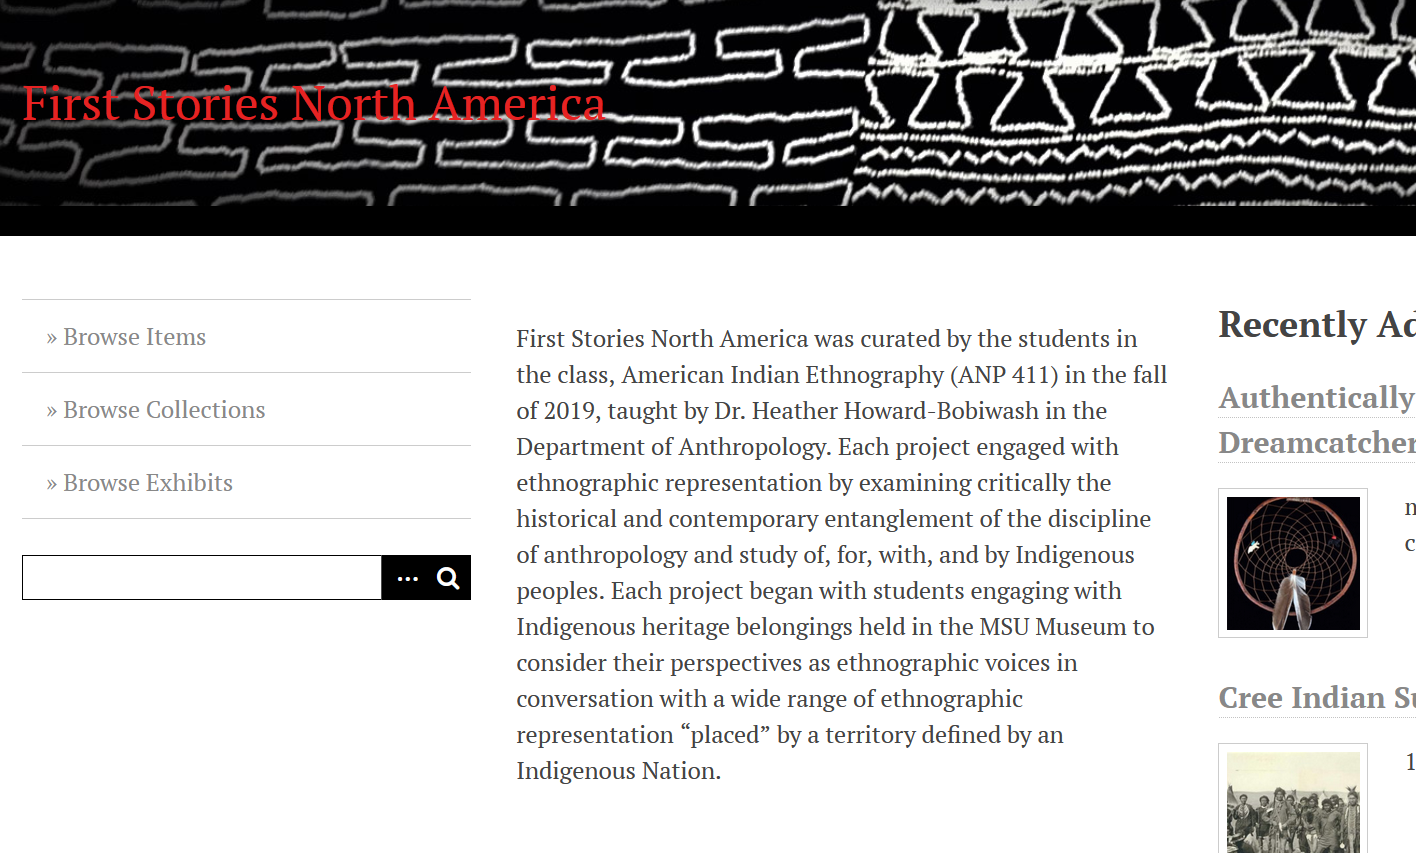 First Stories North America
» Browse Items
» Browse Collections
» Browse Exhibits
...
First Stories North America was curated by the students in
the class, American Indian Ethnography (ANP 411) in the fall
of 2019, taught by Dr. Heather Howard-Bobiwash in the
Department of Anthropology. Each project engaged with
ethnographic representation by examining critically the
historical and contemporary entanglement of the discipline
of anthropology and study of, for, with, and by Indigenous
peoples. Each project began with students engaging with
Indigenous heritage belongings held in the MSU Museum to
consider their perspectives as ethnographic voices in
conversation with a wide range of ethnographic
representation “placed” by a territory defined by an
Indigenous Nation.
Recently
Authentically
Dreamcatcher
Cree Indian